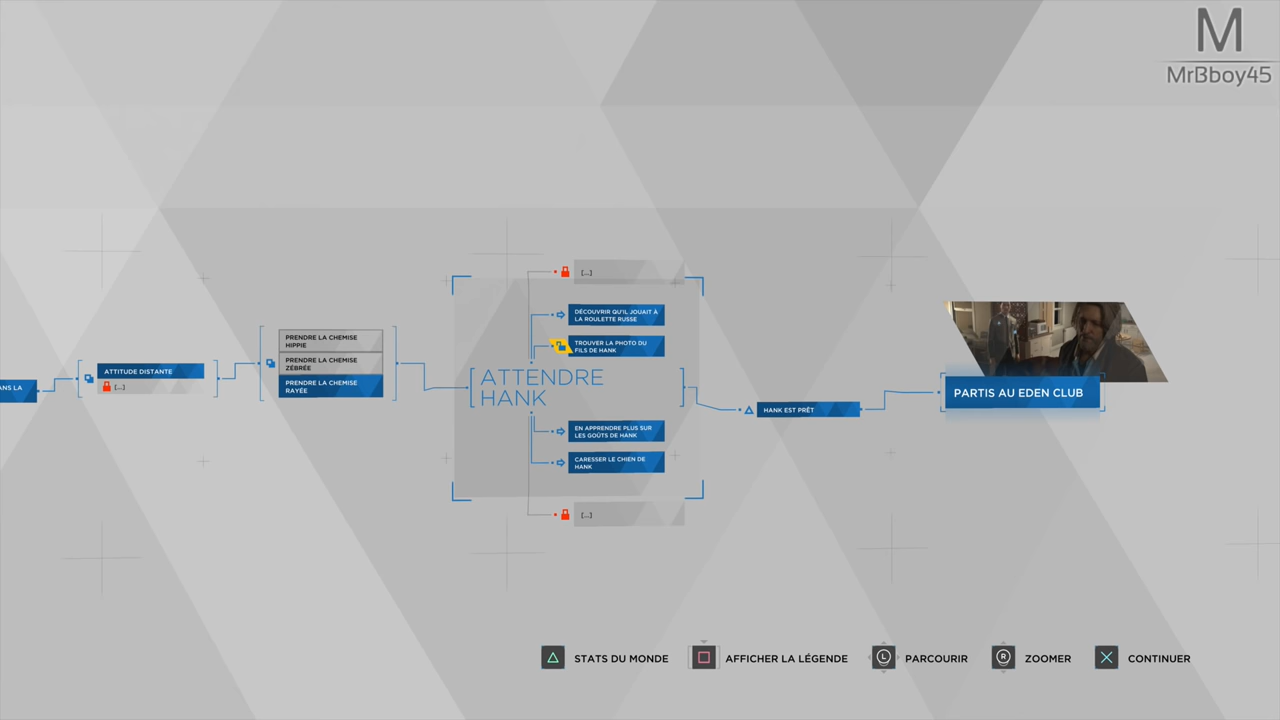 M
MrBboy45
[...]
DÉCOUVRIR QU'IL JOUAIT À
LA ROULETTE RUSSE
TROUVER LA PHOTO DU
FILS DE HANK
PRENDRE LA CHEMISE
HIPPIE
PRENDRE LA CHEMISE
ZÉBRÉE
PRENDRE LA CHEMISE
RAYÉE
ATTITUDE DISTANTE
[...]
ANS LA
ATTENDRE
HANK
HANK EST PRÊT
PARTIS AU EDEN CLUB
EN APPRENDRE PLUS SUR
LES GOÛTS DE HANK
CARESSER LE CHIEN DE
HANK
[...]
STATS DU MONDE
AFFICHER LA LÉGENDE
L
PARCOURIR
R
ZOOMER
CONTINUER